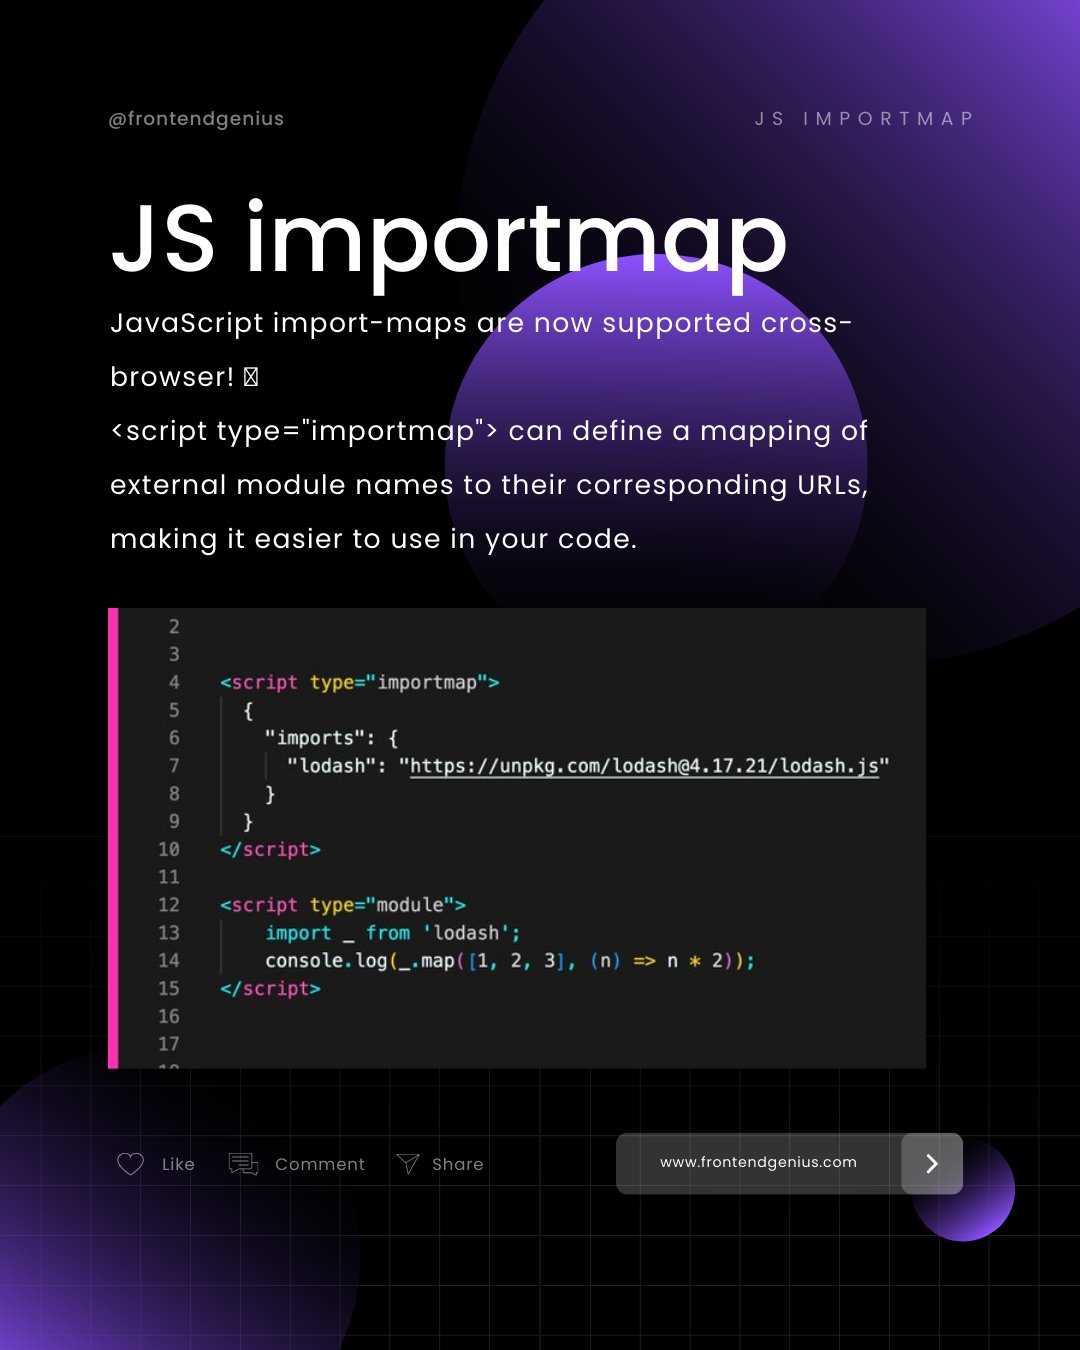 @frontendgenius
JS IMPORTMAP
JS importmap
JavaScript import-maps are now supported cross-
browser!
<script type="importmap"> can define a mapping of
external module names to their corresponding URLs,
making it easier to use in your code.
2
3
4 <script type="importmap">
5 {
6 "imports": {
7 "lodash": "https://unpkg.com/lodash@4.17.21/lodash.js"
8 }
9 }
10 </script>
11
12 <script type="module">
13 import _ from 'lodash';
14 console.log(_.map([1, 2, 3], (n) => n * 2));
15 </script>
16
17
Like Comment Share
www.frontendgenius.com